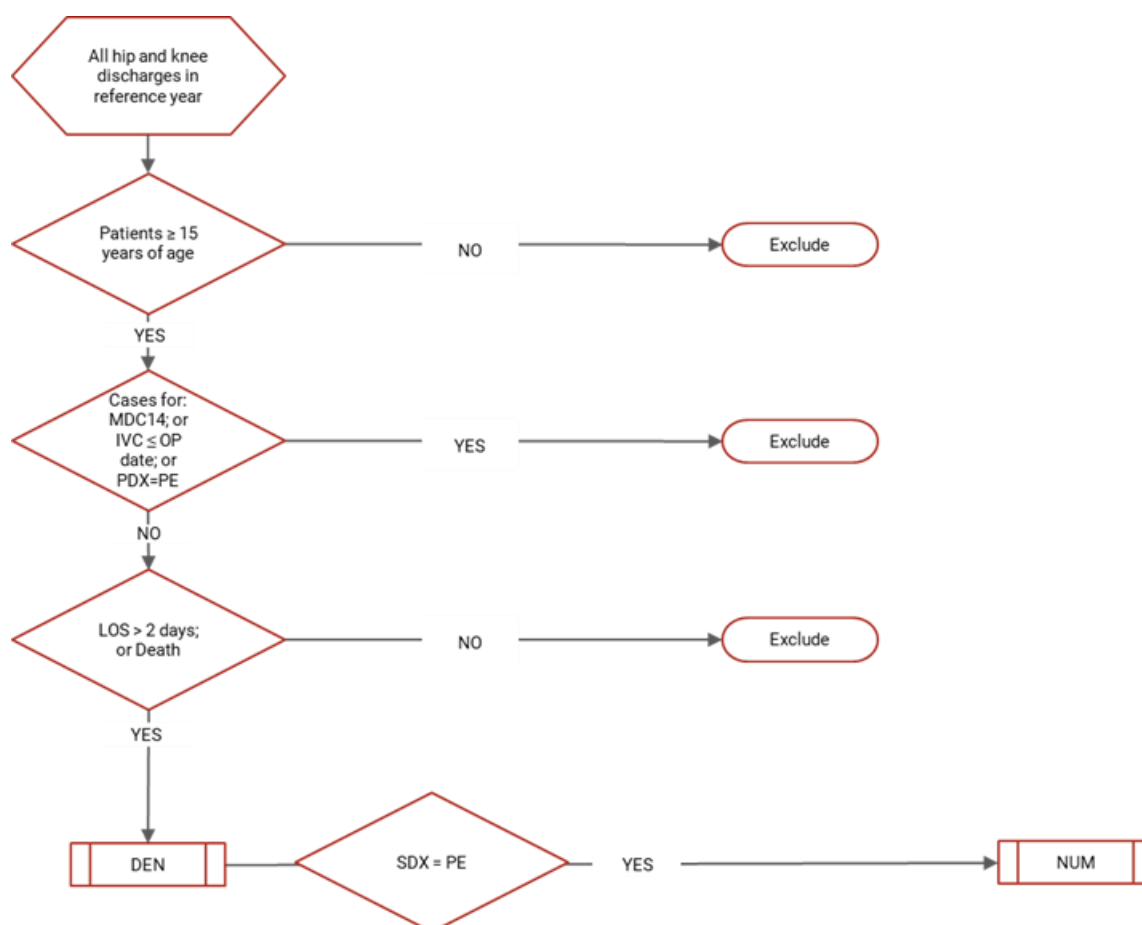 All hip and knee
discharges in
reference year
Patients ≥ 15
years of age
NO
Exclude
YES
Cases for:
MDC14; or
IVC ≤ OP
date; or
PDX=PE
YES
Exclude
NO
LOS > 2 days;
or Death
NO
Exclude
YES
DEN
SDX = PE
YES
NUM